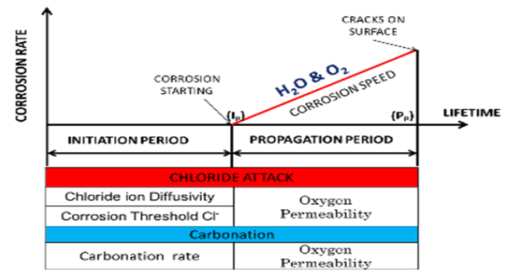 CORROSION RATE
CRACKS ON
SURFACE
CORROSION
STARTING
H₂O & O₂
CORROSION SPEED
(Iₚ)
(Pₚ)
LIFETIME
INITIATION PERIOD
PROPAGATION PERIOD
CHLORIDE ATTACK
Chloride ion Diffusivity
Corrosion Threshold Cl⁻
Oxygen
Permeability
Carbonation
Carbonation rate
Oxygen
Permeability